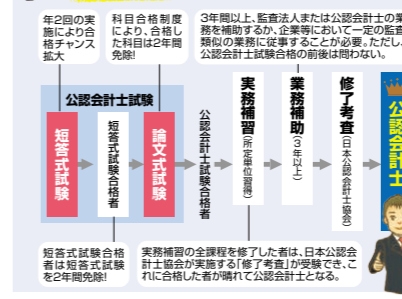 年2回の実
施により合
格チャンス
拡大
科目合格制度
により、合格し
た科目は2年間
免除!
3年間以上、監査法人または公認会計士の業
務を補助するか、企業等において一定の監査
類似の業務に従事することが必要。ただし、
公認会計士試験合格の前後は問わない。
公認会計士試験
短答式試験
短答式試験合格者
論文式試験
公認会計士試験合格者
実務補習(所定単位習得)
業務補助(3年以上)
修了考査(日本公認会計士協会)
公認会計士
短答式試験合格
者は短答式試験
を2年間免除!
実務補習の全課程を修了した者は、日本公認会
計士協会が実施する「修了考査」が受験でき、こ
れに合格した者が晴れて公認会計士となる。